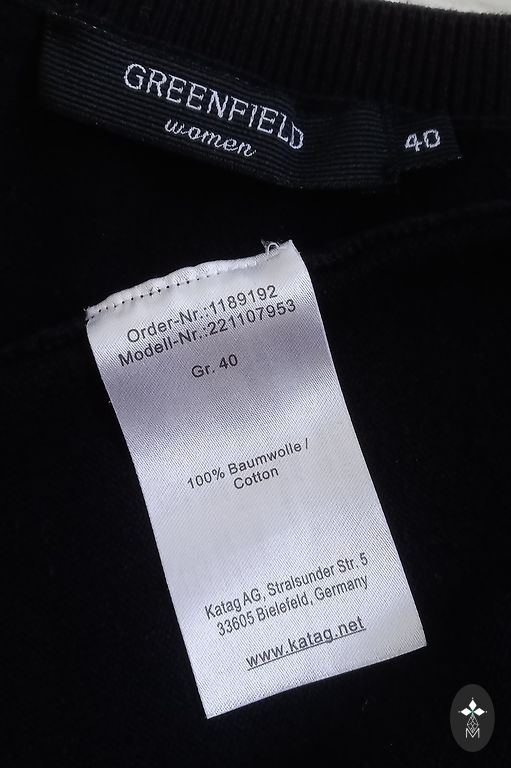 GREENFIELD
women
40
Order-Nr.:1189192
Modell-Nr.:221107953
Gr. 40
100% Baumwolle /
Cotton
Katag AG, Stralsunder Str. 5
33605 Bielefeld, Germany
www.katag.net
M